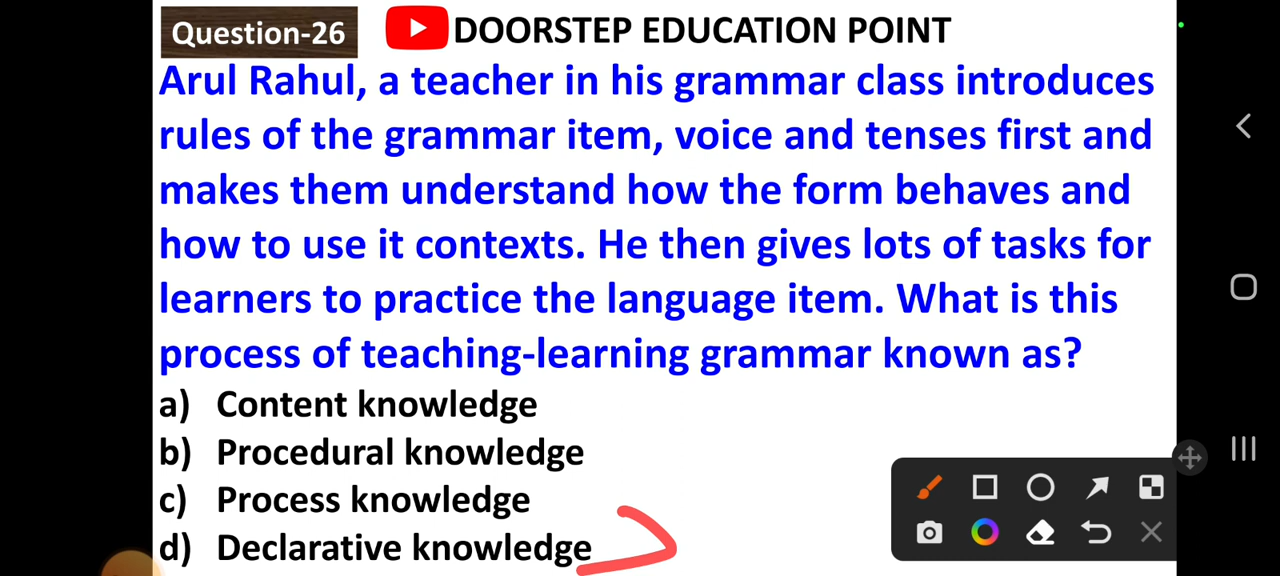 Question-26 DOORSTEP EDUCATION POINT
Arul Rahul, a teacher in his grammar class introduces
rules of the grammar item, voice and tenses first and
makes them understand how the form behaves and
how to use it contexts. He then gives lots of tasks for
learners to practice the language item. What is this
process of teaching-learning grammar known as?
a) Content knowledge
b) Procedural knowledge
c) Process knowledge
d) Declarative knowledge